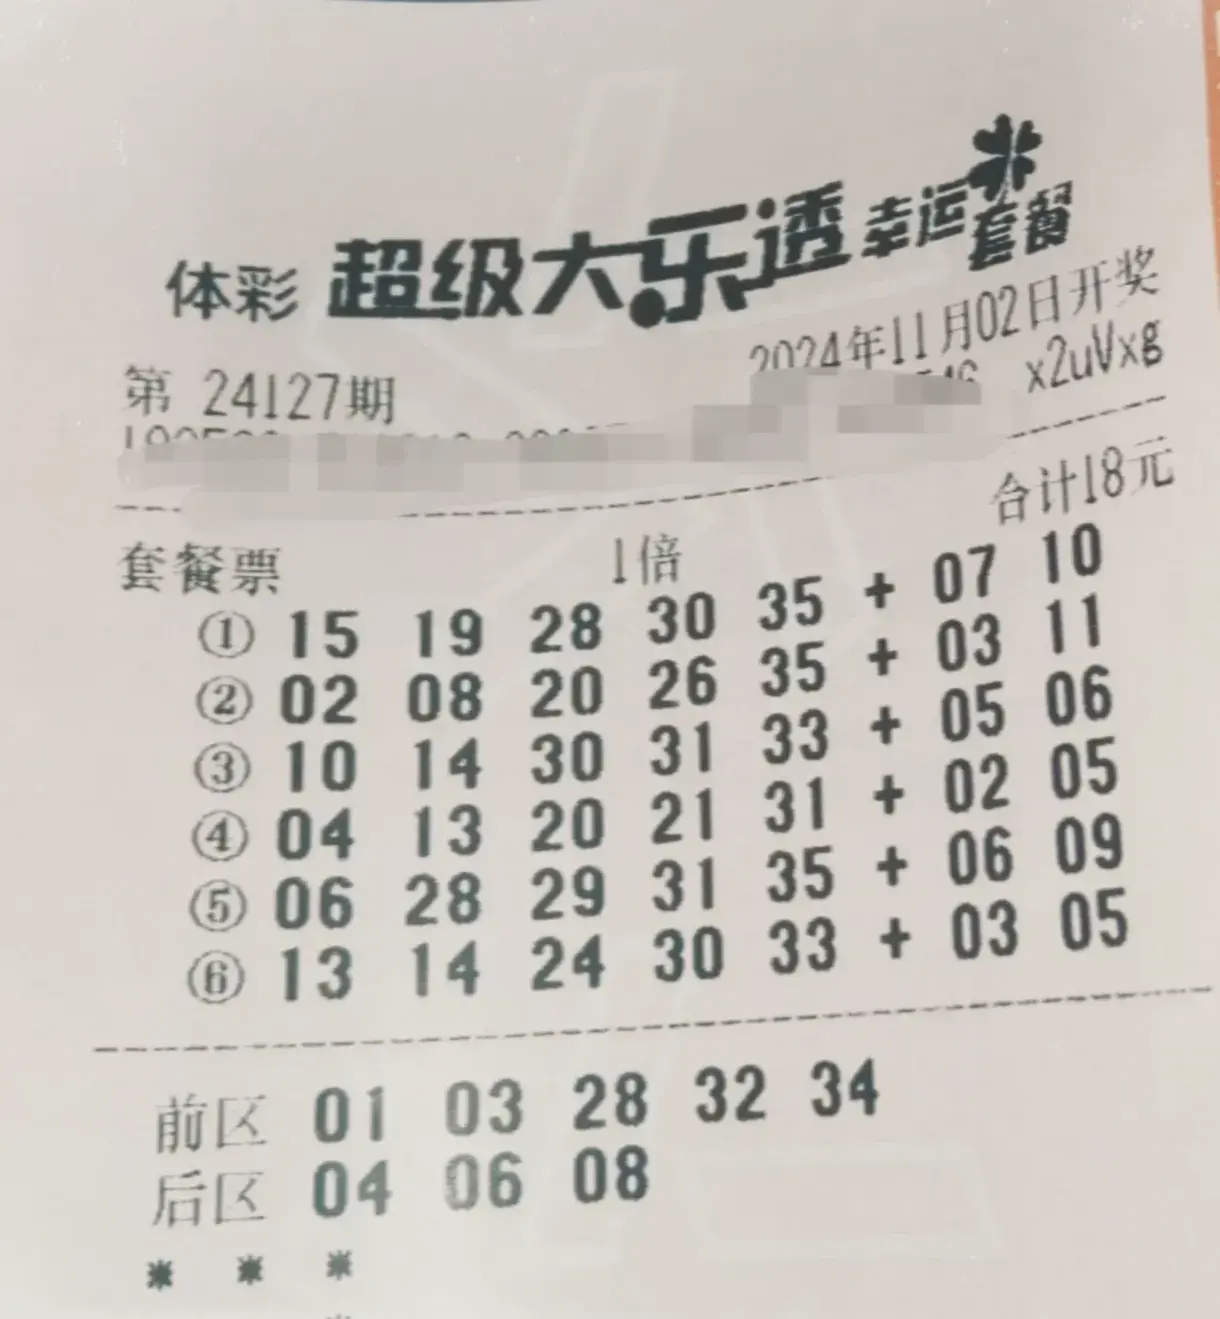 体彩 超级大乐透 幸运套餐
第 24127期 2024年11月02日开奖
x2uVxg
合计18元
套餐票 1倍
① 15 19 28 30 35 + 07 10
② 02 08 20 26 35 + 03 11
③ 10 14 30 31 33 + 05 06
④ 04 13 20 21 31 + 02 05
⑤ 06 28 29 31 35 + 06 09
⑥ 13 14 24 30 33 + 03 05
前区 01 03 28 32 34
后区 04 06 08
* * *